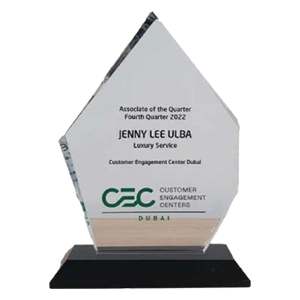 Associate of the Quarter
Fourth Quarter 2022
JENNY LEE ULBA
Luxury Service
Customer Engagement Center Dubai
CEC CUSTOMER
ENGAGEMENT
CENTERS
DUBAI